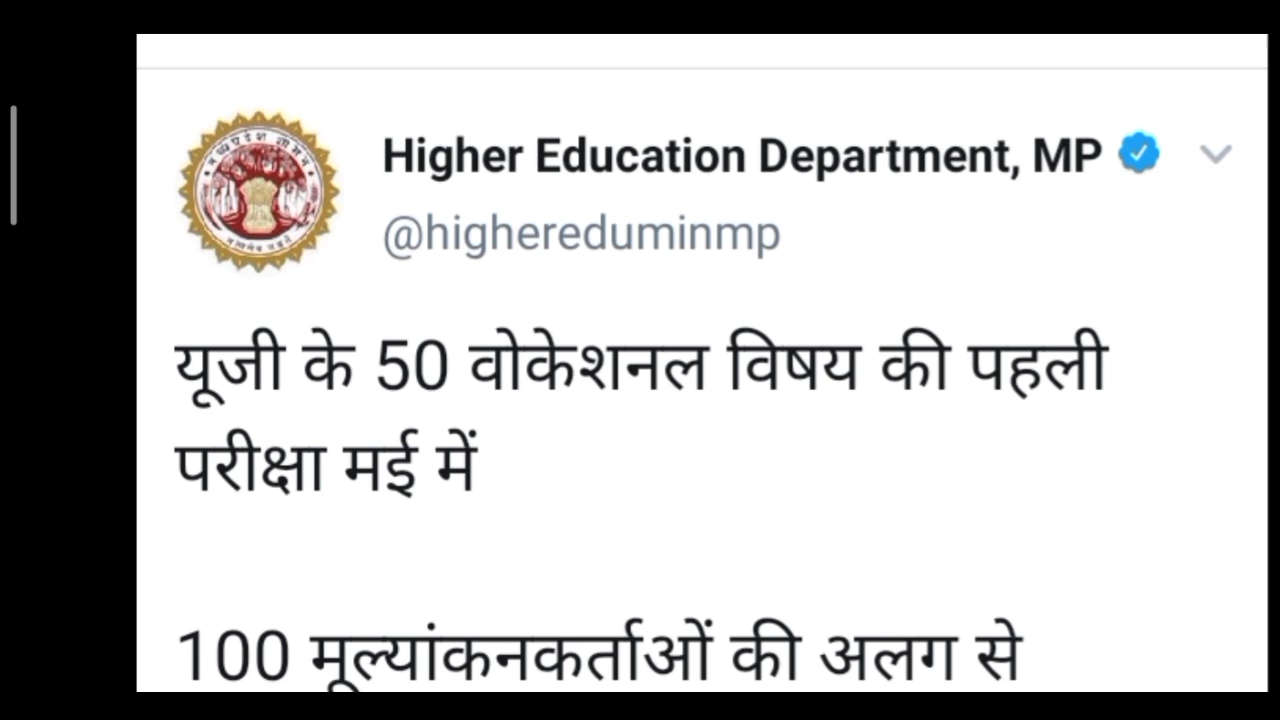 Higher Education Department, MP
@highereduminmp
यूजी के 50 वोकेशनल विषय की पहली
परीक्षा मई में
100 मूल्यांकनकर्ताओं की अलग से